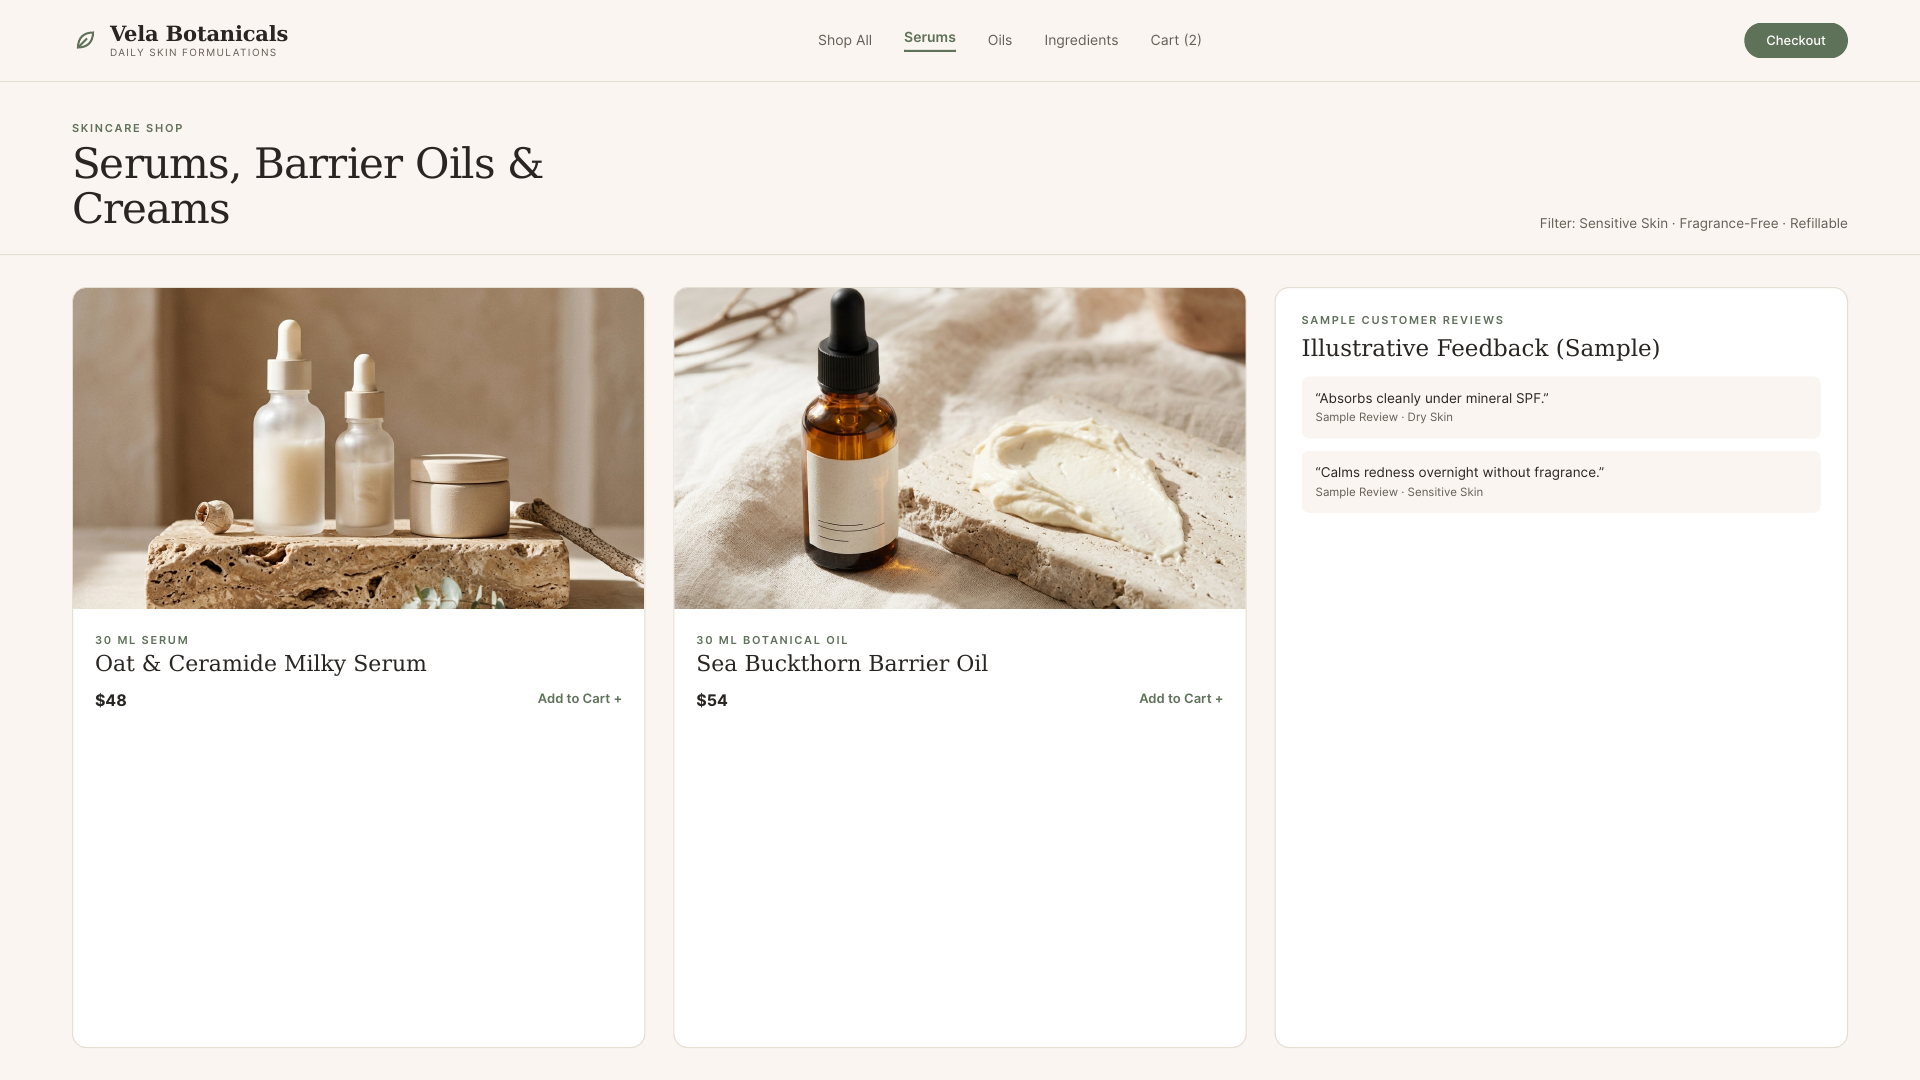 Vela Botanicals
DAILY SKIN FORMULATIONS
Shop All
Serums
Oils
Ingredients
Cart (2)
Checkout
SKINCARE SHOP
Serums, Barrier Oils &
Creams
Filter: Sensitive Skin · Fragrance-Free · Refillable
30 ML SERUM
Oat & Ceramide Milky Serum
$48
Add to Cart +
30 ML BOTANICAL OIL
Sea Buckthorn Barrier Oil
$54
Add to Cart +
SAMPLE CUSTOMER REVIEWS
Illustrative Feedback (Sample)
“Absorbs cleanly under mineral SPF.”
Sample Review · Dry Skin
“Calms redness overnight without fragrance.”
Sample Review · Sensitive Skin